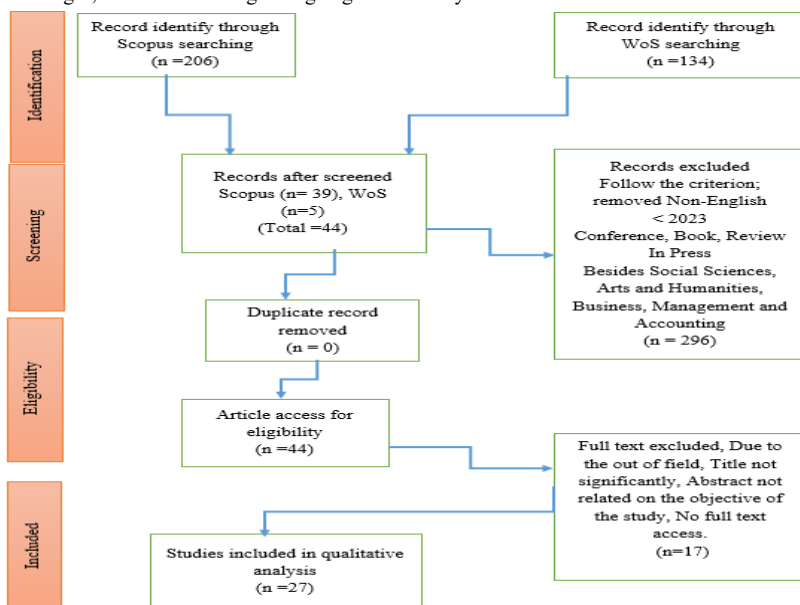 Identification
Record identify through
Scopus searching
(n =206)
Record identify through
WoS searching
(n =134)
Screening
Records after screened
Scopus (n= 39), WoS
(n=5)
(Total =44)
Records excluded
Follow the criterion;
removed Non-English
< 2023
Conference, Book, Review
In Press
Besides Social Sciences,
Arts and Humanities,
Business, Management and
Accounting
(n = 296)
Duplicate record
removed
(n = 0)
Eligibility
Article access for
eligibility
(n =44)
Full text excluded, Due to
the out of field, Title not
significantly, Abstract not
related on the objective of
the study, No full text
access.
(n=17)
Included
Studies included in qualitative
analysis
(n =27)